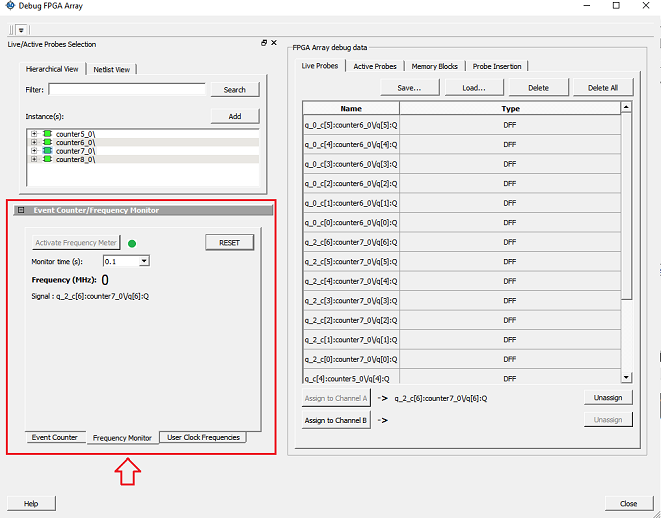 Debug FPGA Array
Live/Active Probes Selection
Hierarchical View
Netlist View
Filter:
Search
Instance(s):
Add
counter5_0\
counter6_0\
counter7_0\
counter8_0\
Event Counter/Frequency Monitor
Activate Frequency Meter
RESET
Monitor time (s):
0.1
Frequency (MHz): 0
Signal : q_2_c[6]:counter7_0\/q[6]:Q
Event Counter
Frequency Monitor
User Clock Frequencies
FPGA Array debug data
Live Probes
Active Probes
Memory Blocks
Probe Insertion
Save...
Load...
Delete
Delete All
Name Type
q_0_c[5]:counter6_0\/q[5]:Q DFF
q_0_c[4]:counter6_0\/q[4]:Q DFF
q_0_c[3]:counter6_0\/q[3]:Q DFF
q_0_c[2]:counter6_0\/q[2]:Q DFF
q_0_c[1]:counter6_0\/q[1]:Q DFF
q_0_c[0]:counter6_0\/q[0]:Q DFF
q_2_c[6]:counter7_0\/q[6]:Q DFF
q_2_c[5]:counter7_0\/q[5]:Q DFF
q_2_c[4]:counter7_0\/q[4]:Q DFF
q_2_c[3]:counter7_0\/q[3]:Q DFF
q_2_c[2]:counter7_0\/q[2]:Q DFF
q_2_c[1]:counter7_0\/q[1]:Q DFF
q_2_c[0]:counter7_0\/q[0]:Q DFF
q_c[4]:counter5_0\/q[4]:Q DFF
Assign to Channel A -> q_2_c[6]:counter7_0\/q[6]:Q Unassign
Assign to Channel B -> Unassign
Help
Close